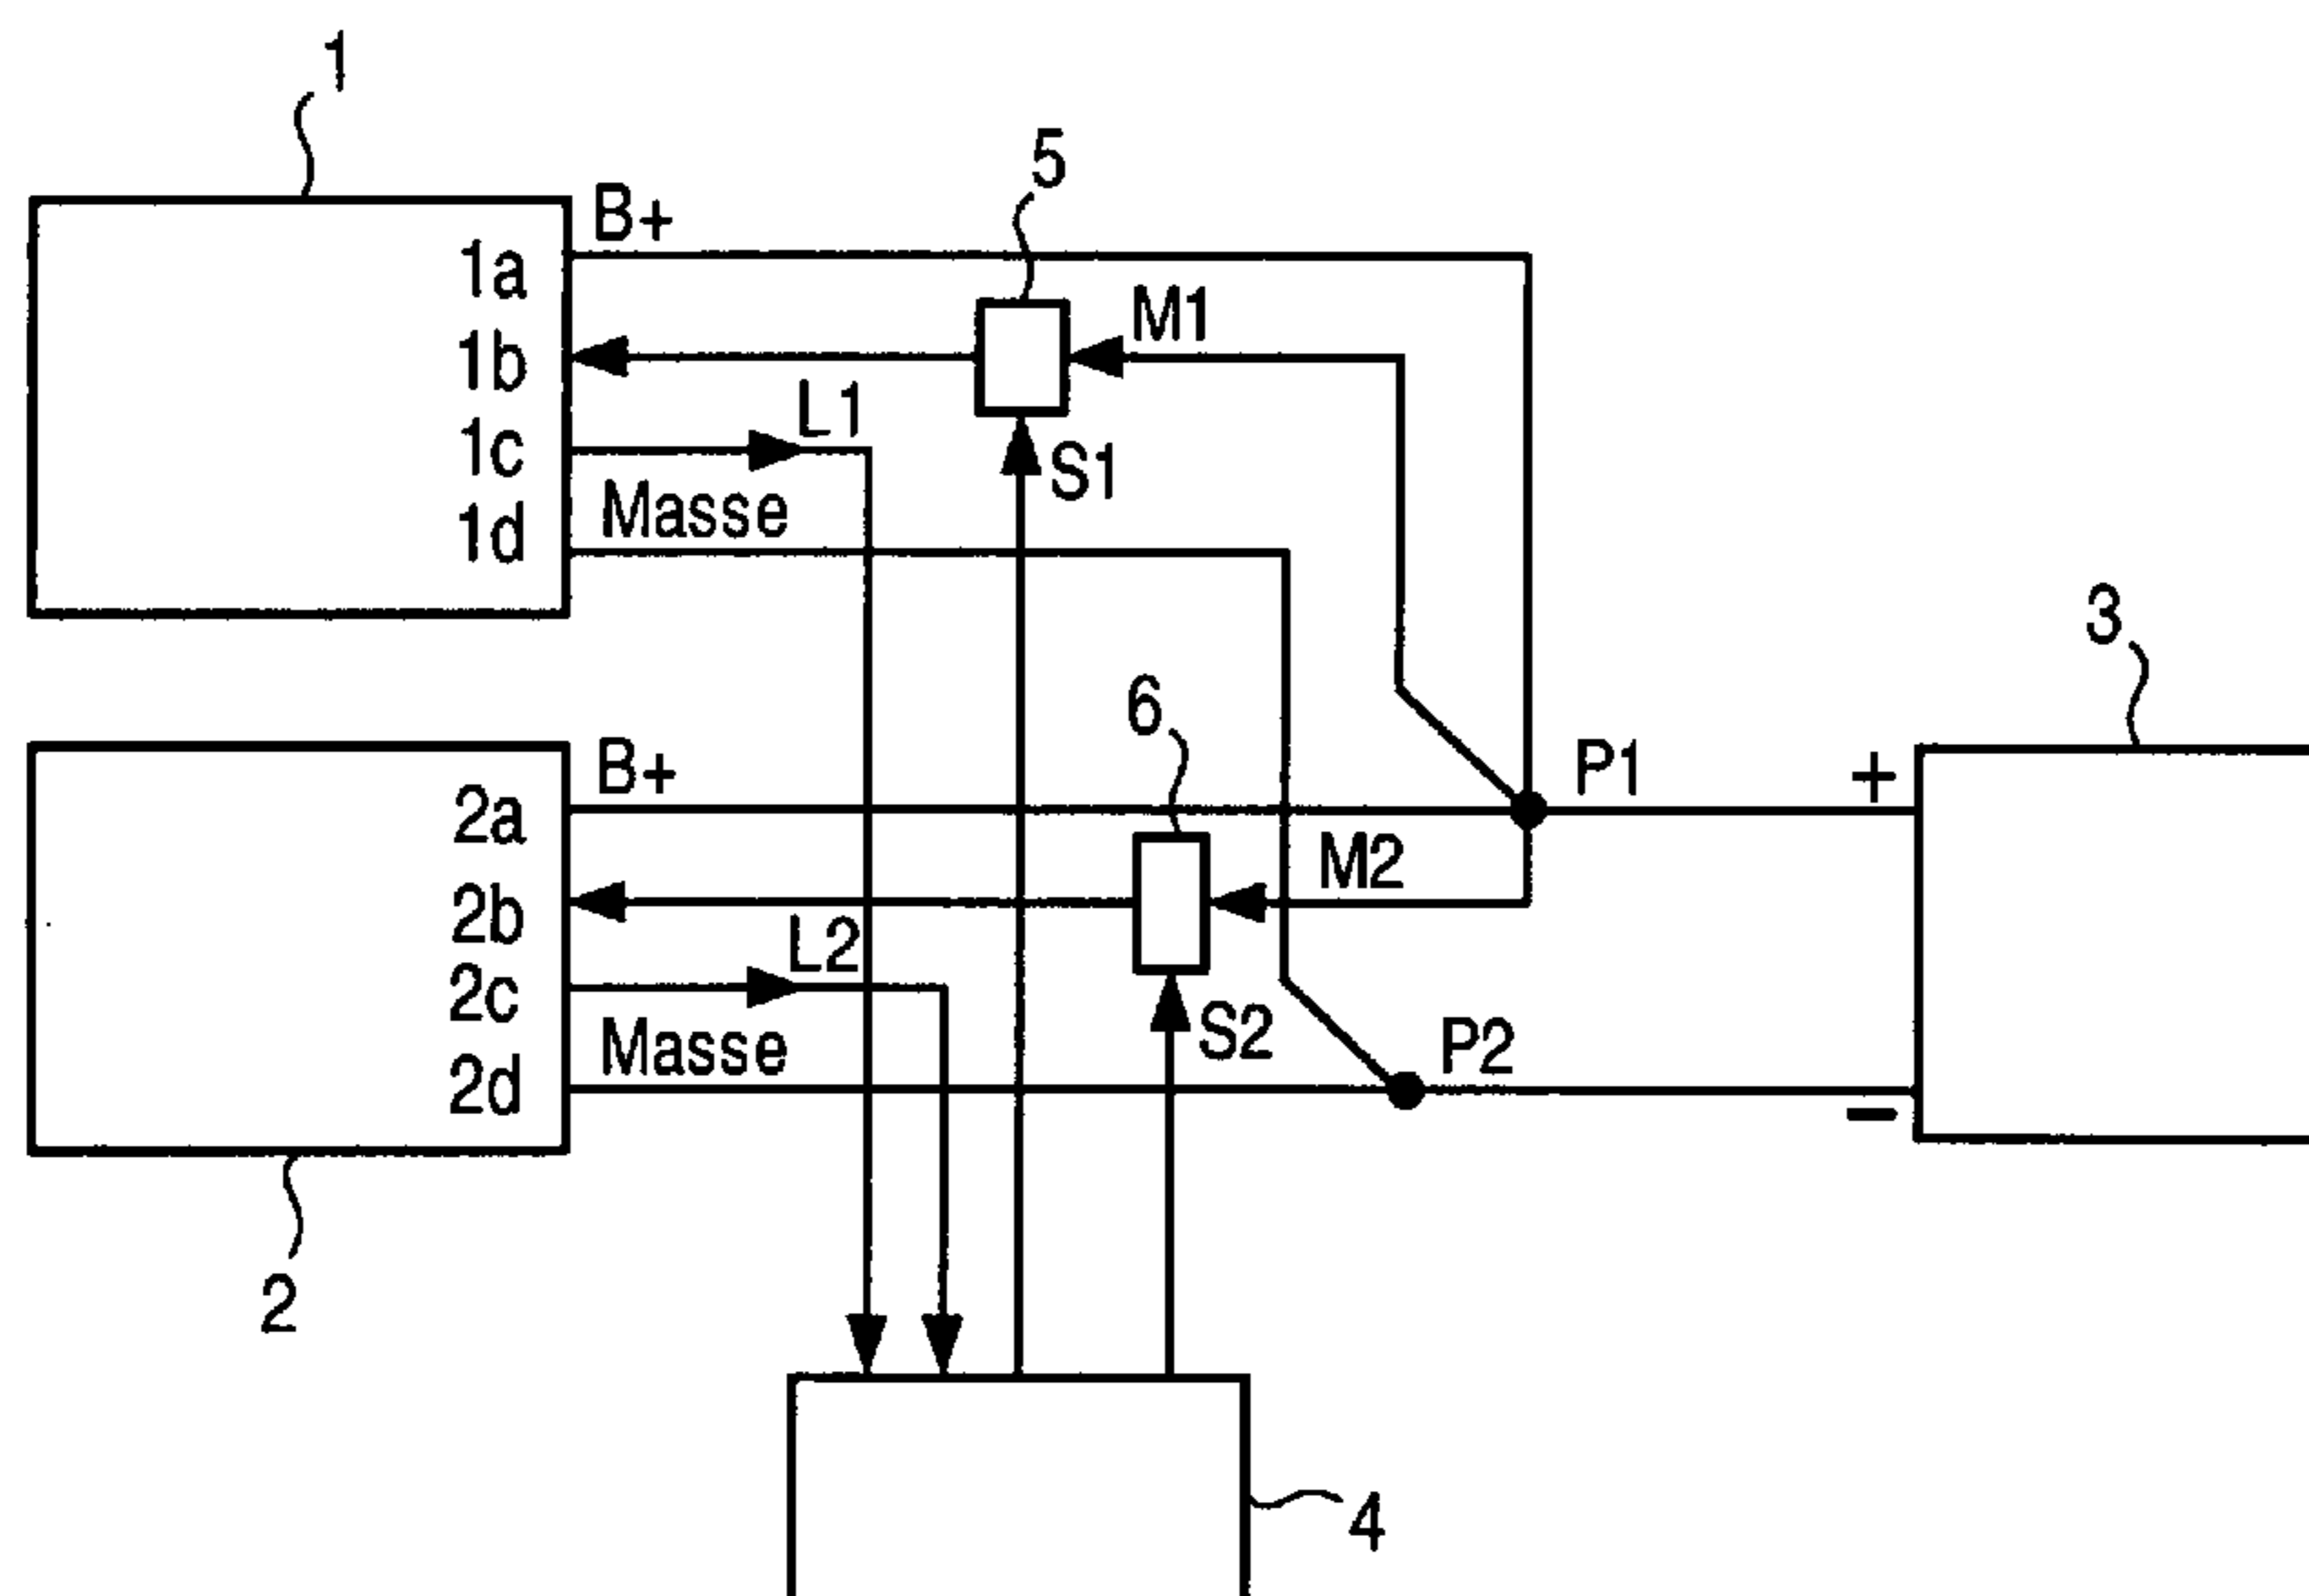 1
5
B+
1a
M1
1b
L1
1c
S1
Masse
1d
3
6
B+
P1
+
2a
M2
2b
L2
2c
S2
Masse
P2
2d
−
2
4